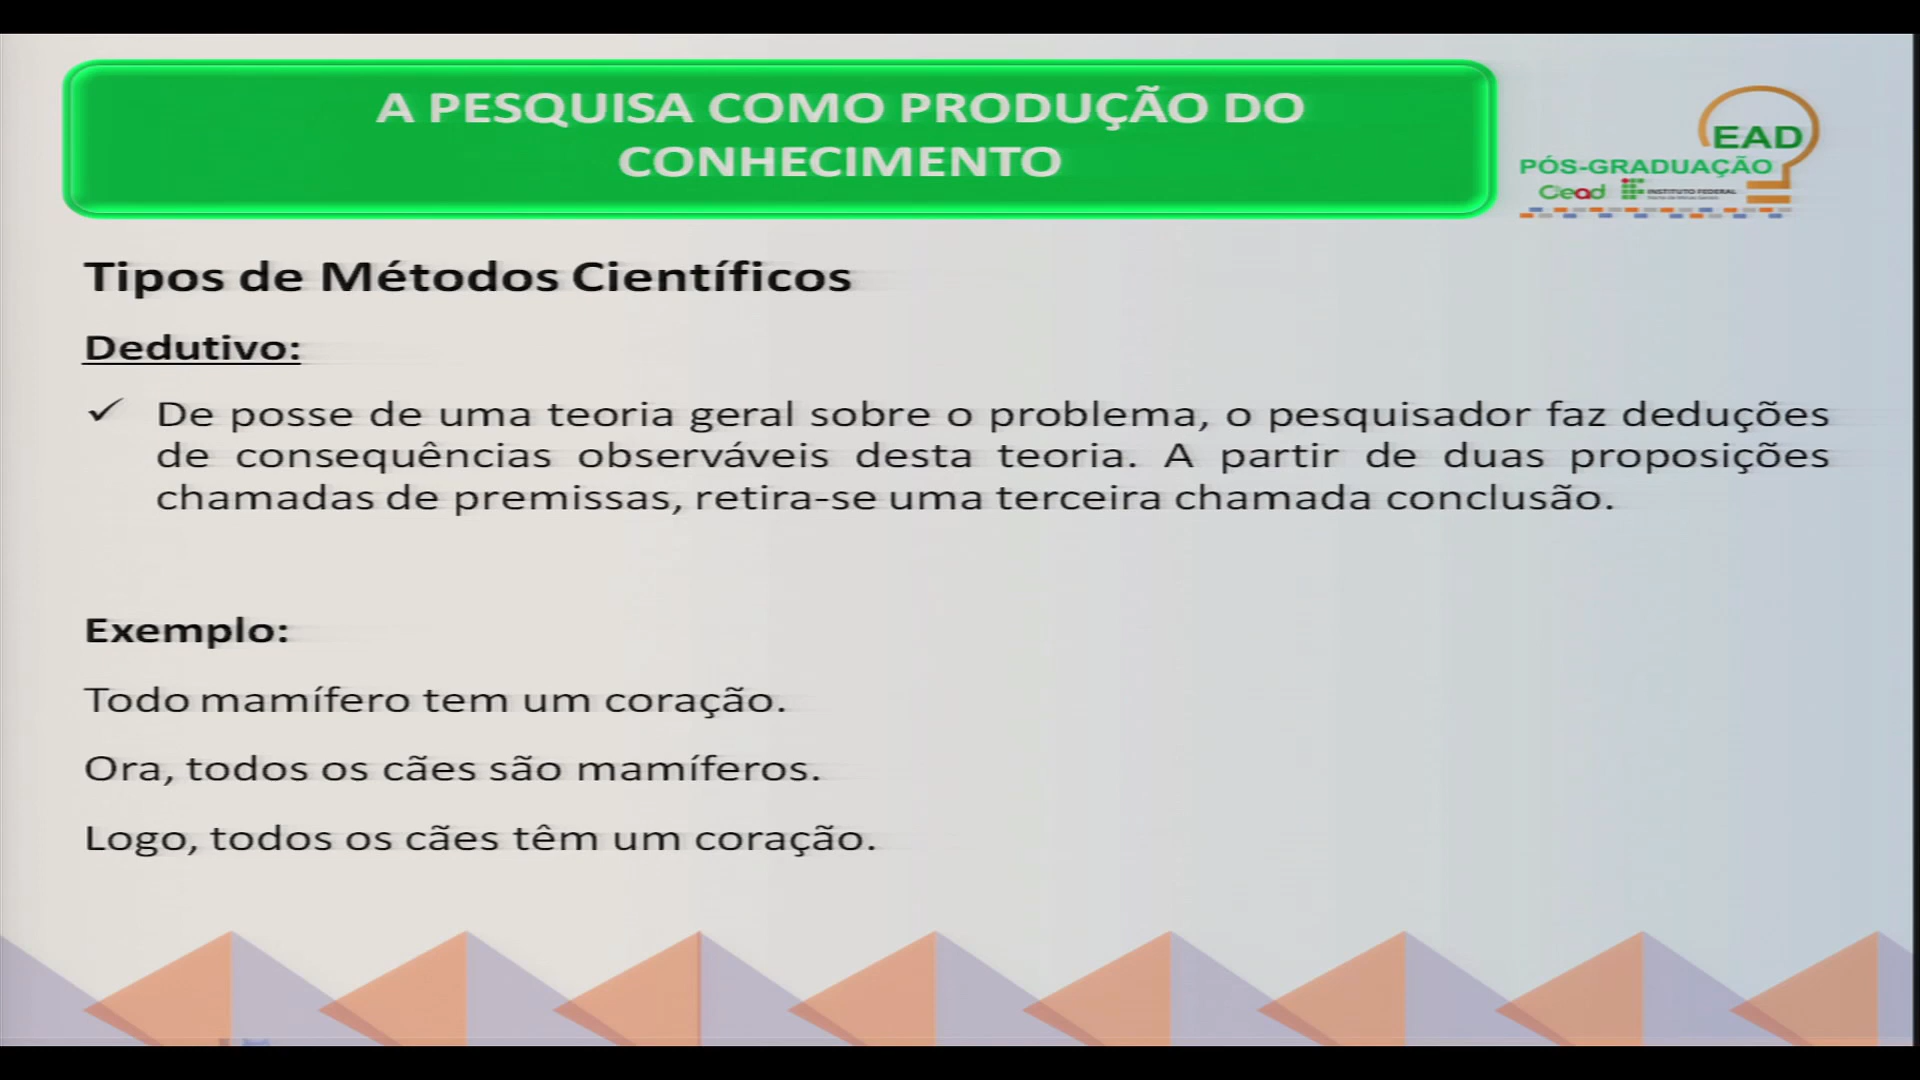 A PESQUISA COMO PRODUÇÃO DO
CONHECIMENTO
EAD
PÓS-GRADUAÇÃO
Cead
INSTITUTO FEDERAL
Tipos de Métodos Científicos
Dedutivo:
✓ De posse de uma teoria geral sobre o problema, o pesquisador faz deduções
de consequências observáveis desta teoria. A partir de duas proposições
chamadas de premissas, retira-se uma terceira chamada conclusão.
Exemplo:
Todo mamífero tem um coração.
Ora, todos os cães são mamíferos.
Logo, todos os cães têm um coração.